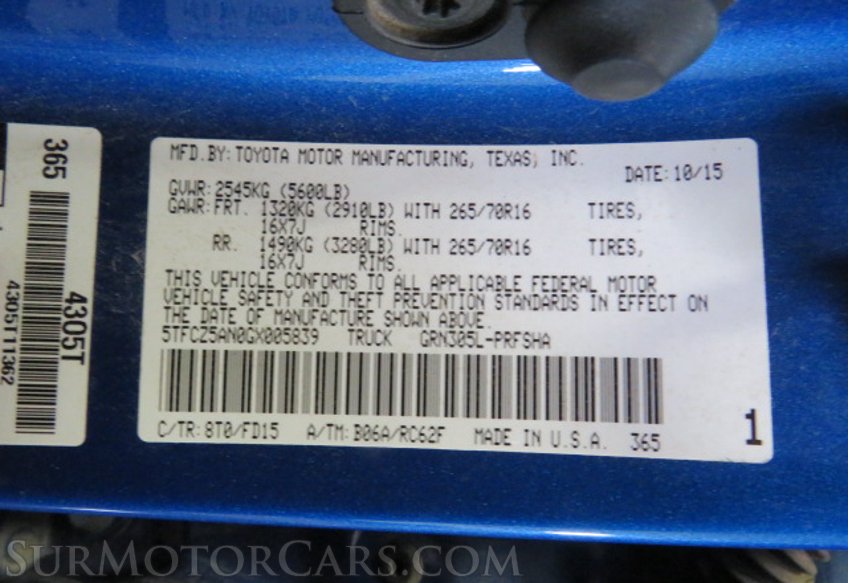 MFD.BY: TOYOTA MOTOR MANUFACTURING, TEXAS, INC.
DATE: 10/15
GVWR: 2545KG (5600LB)
GAWR: FRT. 1320KG (2910LB) WITH 265/70R16 TIRES,
16X7J RIMS.
RR. 1490KG (3280LB) WITH 265/70R16 TIRES,
16X7J RIMS.
THIS VEHICLE CONFORMS TO ALL APPLICABLE FEDERAL MOTOR
VEHICLE SAFETY AND THEFT PREVENTION STANDARDS IN EFFECT ON
THE DATE OF MANUFACTURE SHOWN ABOVE.
5TFCZ5AN0GX005839 TRUCK GRN305L-PRFSHA
C/TR: 8T0/FD15 A/TM: B06A/RC62F MADE IN U.S.A. 365
1
365
4305T
4305T111362
SURMOTORCARS.COM